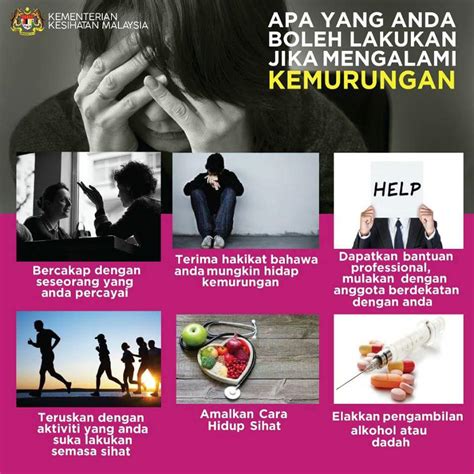 KEMENTERIAN
KESIHATAN MALAYSIA
APA YANG ANDA
BOLEH LAKUKAN
JIKA MENGALAMI
KEMURUNGAN
Bercakap dengan
seseorang yang
anda percayai
Terima hakikat bahawa
anda mungkin hidap
kemurungan
HELP
Dapatkan bantuan
professional,
mulakan dengan
anggota berdekatan
dengan anda
Teruskan dengan
aktiviti yang anda
suka lakukan
semasa sihat
Amalkan Cara
Hidup Sihat
Elakkan pengambilan
alkohol atau
dadah